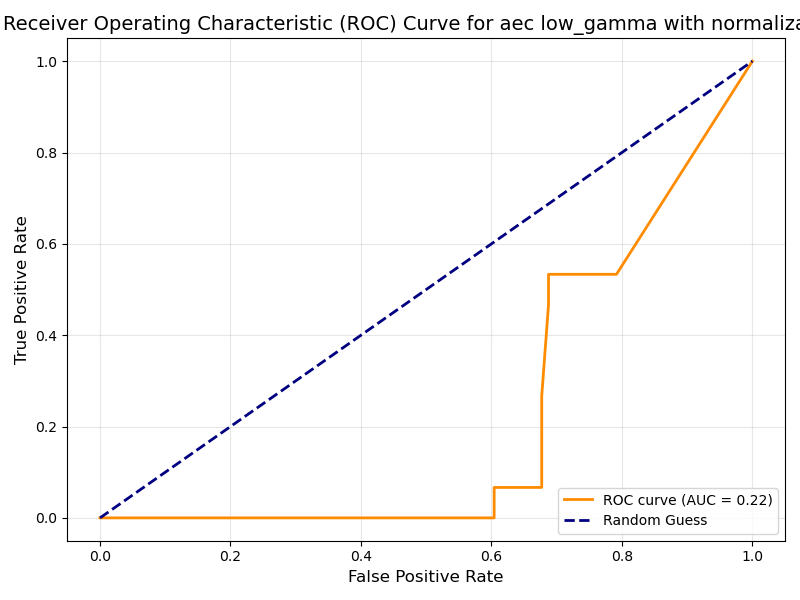 Receiver Operating Characteristic (ROC) Curve for aec low_gamma with normaliza
1.0
0.8
0.6
0.4
0.2
0.0
True Positive Rate
0.0 0.2 0.4 0.6 0.8 1.0
False Positive Rate
ROC curve (AUC = 0.22)
Random Guess